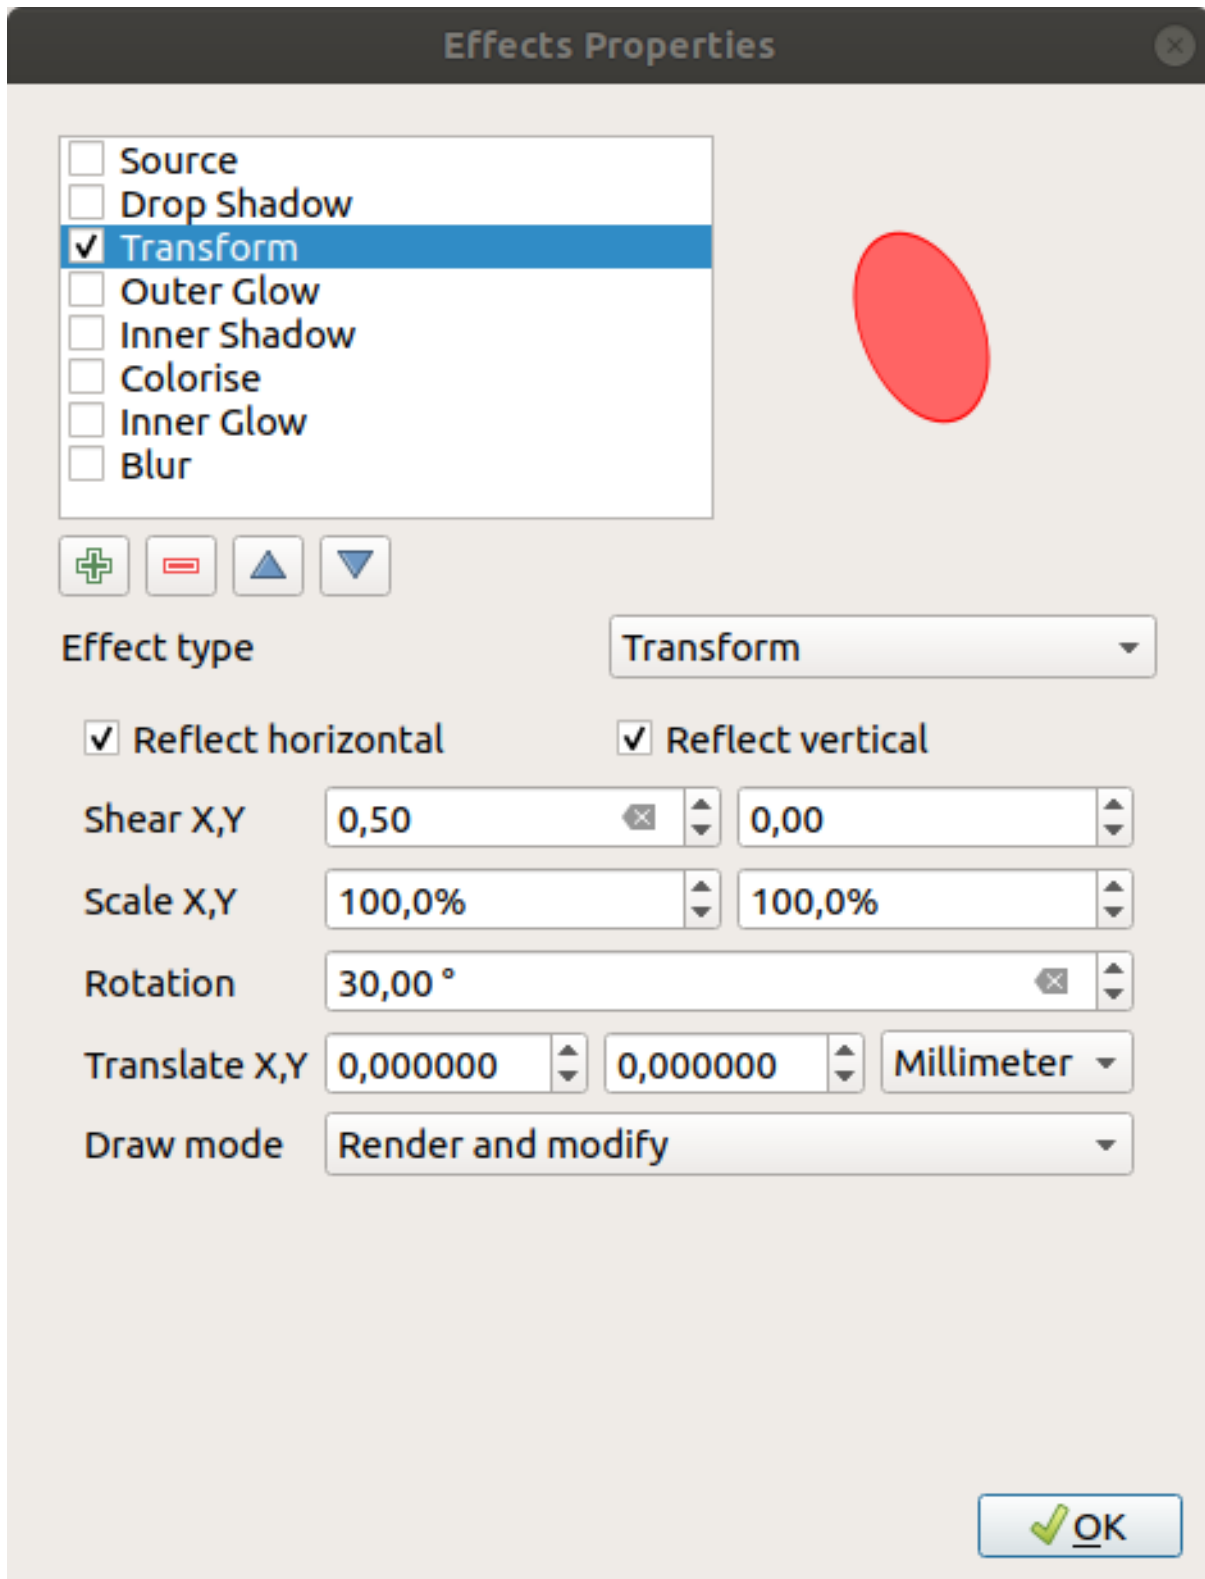 Effects Properties
Source
Drop Shadow
Transform
Outer Glow
Inner Shadow
Colorise
Inner Glow
Blur
Effect type Transform
Reflect horizontal Reflect vertical
Shear X,Y 0,50 0,00
Scale X,Y 100,0% 100,0%
Rotation 30,00 °
Translate X,Y 0,000000 0,000000 Millimeter
Draw mode Render and modify
OK